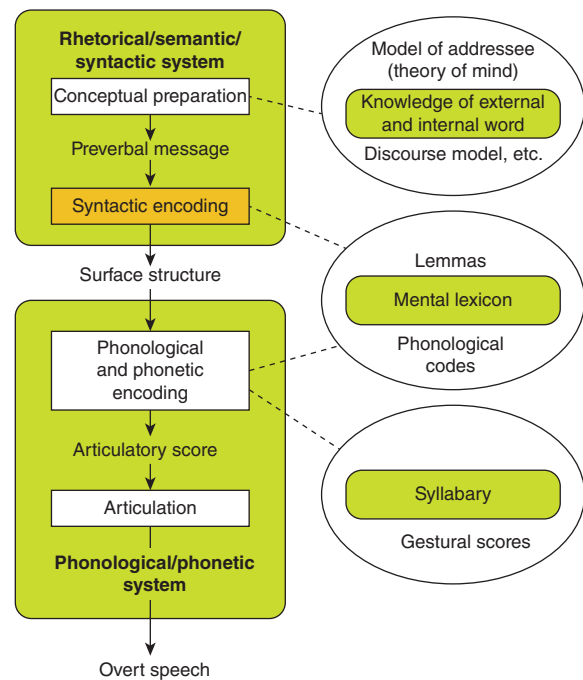 Rhetorical/semantic/
syntactic system
Conceptual preparation
Preverbal message
Syntactic encoding
Surface structure
Phonological
and phonetic
encoding
Articulatory score
Articulation
Phonological/phonetic
system
Overt speech
Model of addressee
(theory of mind)
Knowledge of external
and internal word
Discourse model, etc.
Lemmas
Mental lexicon
Phonological
codes
Syllabary
Gestural scores